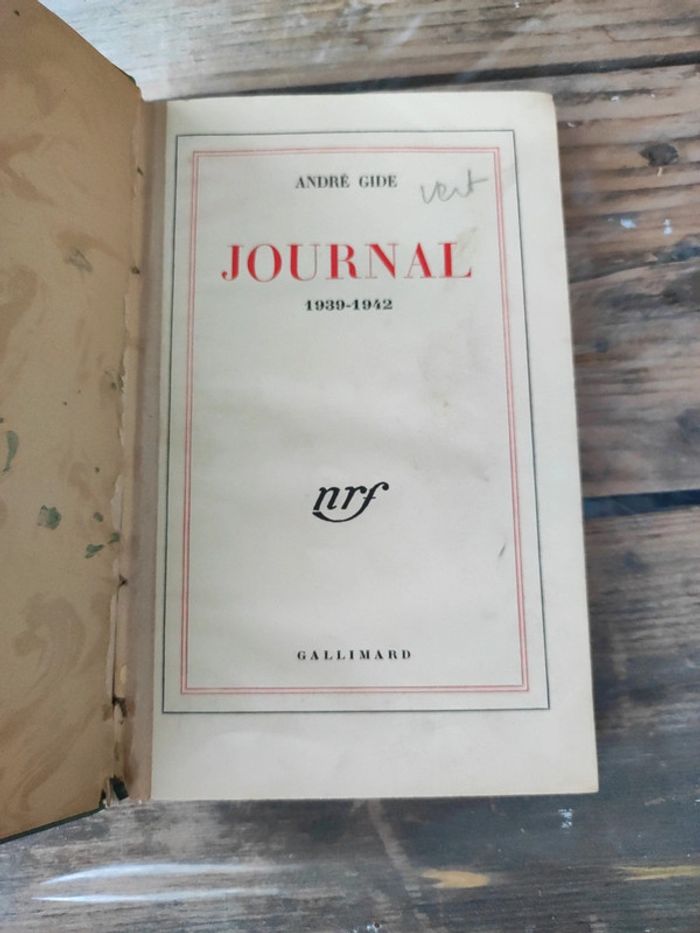 ANDRÉ GIDE
vert
JOURNAL
1939-1942
nrf
GALLIMARD